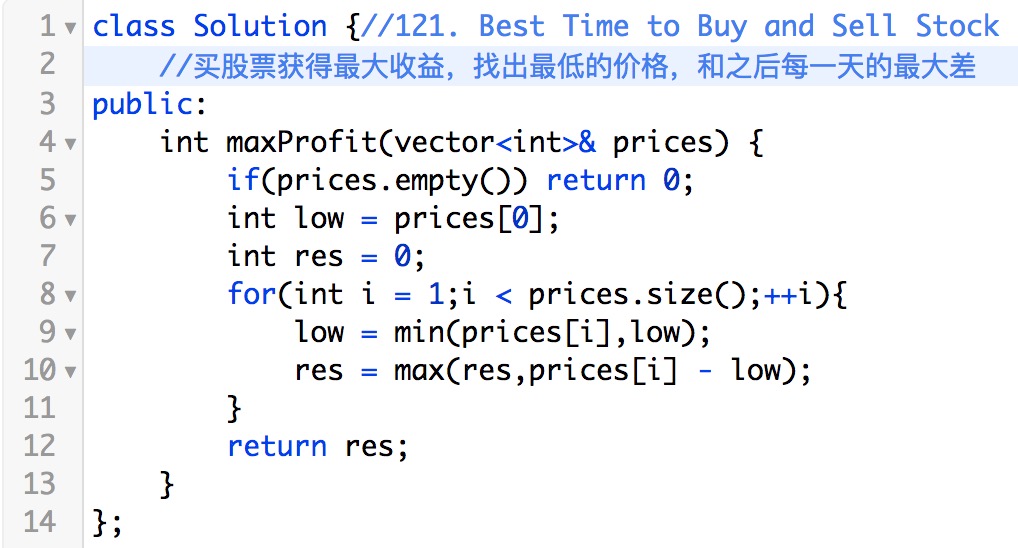 1 class Solution {//121. Best Time to Buy and Sell Stock
2     //买股票获得最大收益，找出最低的价格，和之后每一天的最大差
3 public:
4     int maxProfit(vector<int>& prices) {
5         if(prices.empty()) return 0;
6         int low = prices[0];
7         int res = 0;
8         for(int i = 1;i < prices.size();++i){
9             low = min(prices[i],low);
10             res = max(res,prices[i] - low);
11         }
12         return res;
13     }
14 };